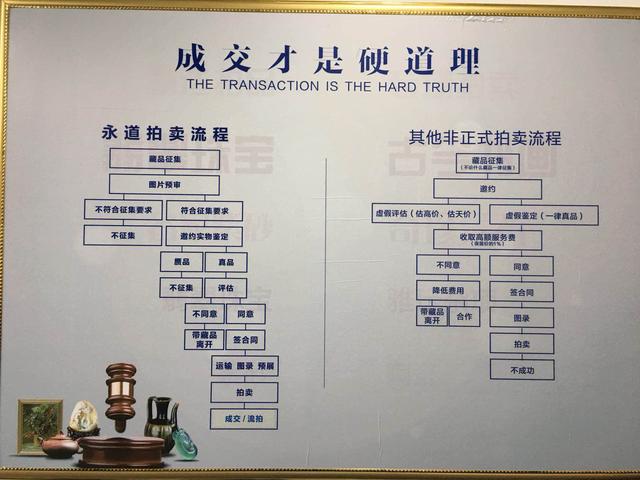 成交才是硬道理
THE TRANSACTION IS THE HARD TRUTH
永道拍卖流程
藏品征集
图片预审
不符合征集要求 符合征集要求
不征集 邀约实物鉴定
赝品 真品
不征集 评估
不同意 同意
带藏品离开 签合同
运输 图录 预展
拍卖
成交/流拍
其他非正式拍卖流程
藏品征集
(不论什么藏品一律征集)
邀约
虚假评估(估高价、估天价) 虚假鉴定(一律真品)
收取高额服务费
(保留价的1%)
不同意 同意
降低费用 签合同
带藏品离开 合作 图录
拍卖
不成功